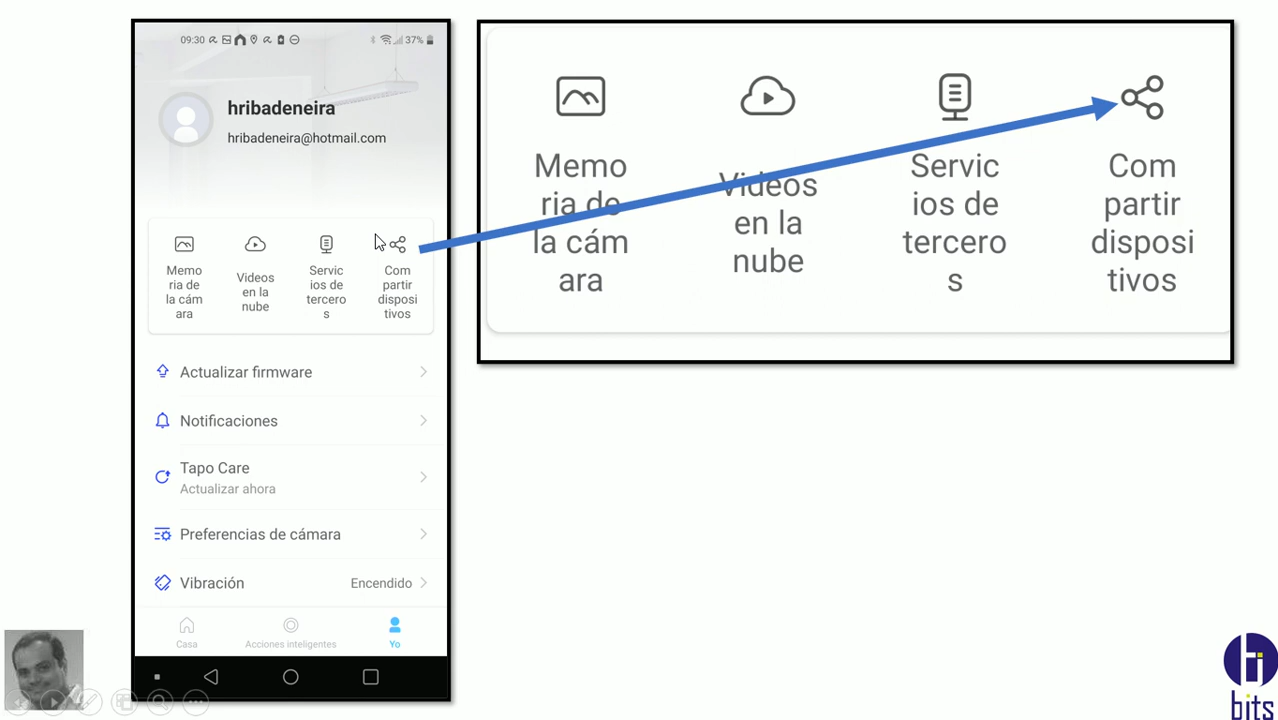 09:30
37%
hribadeneira
hribadeneira@hotmail.com
Memo
ria de
la cám
ara
Videos
en la
nube
Servic
ios de
tercero
s
Com
partir
disposi
tivos
Actualizar firmware
Notificaciones
Tapo Care
Actualizar ahora
Preferencias de cámara
Vibración
Encendido
Casa
Acciones inteligentes
Yo
Memo
ria de
la cám
ara
Videos
en la
nube
Servic
ios de
tercero
s
Com
partir
disposi
tivos
hi
bits